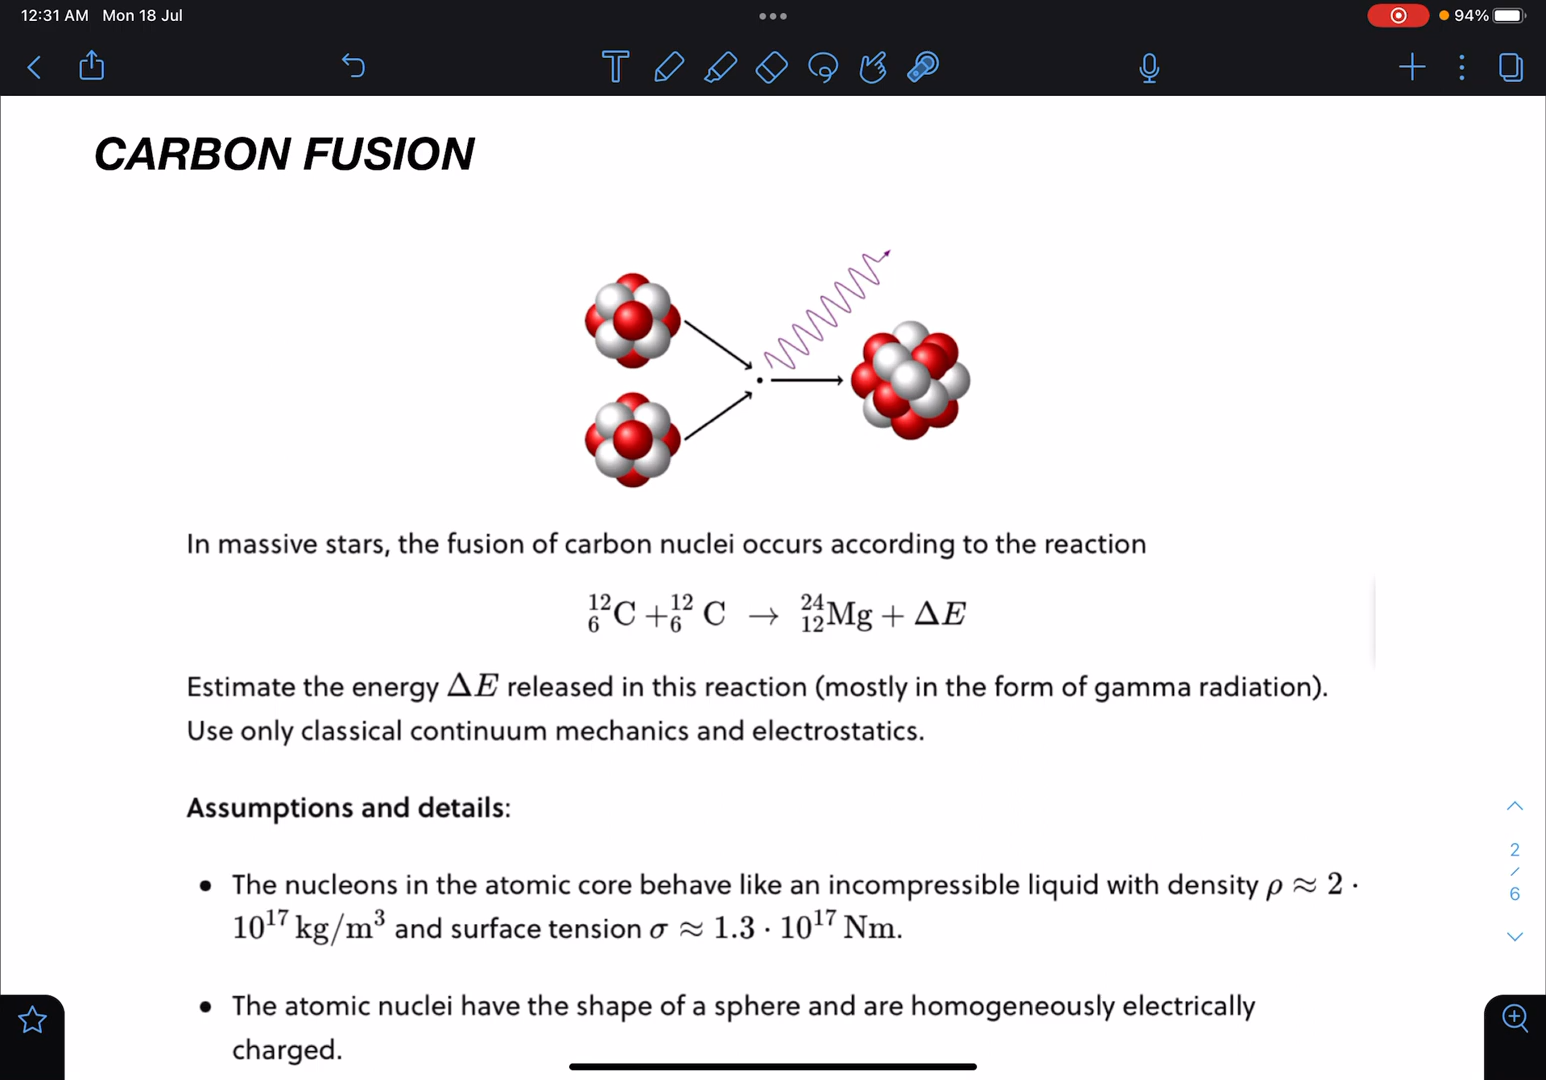 12:31 AM Mon 18 Jul
94%
CARBON FUSION
In massive stars, the fusion of carbon nuclei occurs according to the reaction
¹²₆C +¹²₆ C → ²⁴₁₂Mg + ΔE
Estimate the energy ΔE released in this reaction (mostly in the form of gamma radiation).
Use only classical continuum mechanics and electrostatics.
Assumptions and details:
• The nucleons in the atomic core behave like an incompressible liquid with density ρ ≈ 2 ·
10¹⁷ kg/m³ and surface tension σ ≈ 1.3 · 10¹⁷ Nm.
• The atomic nuclei have the shape of a sphere and are homogeneously electrically
charged.
2
/
6